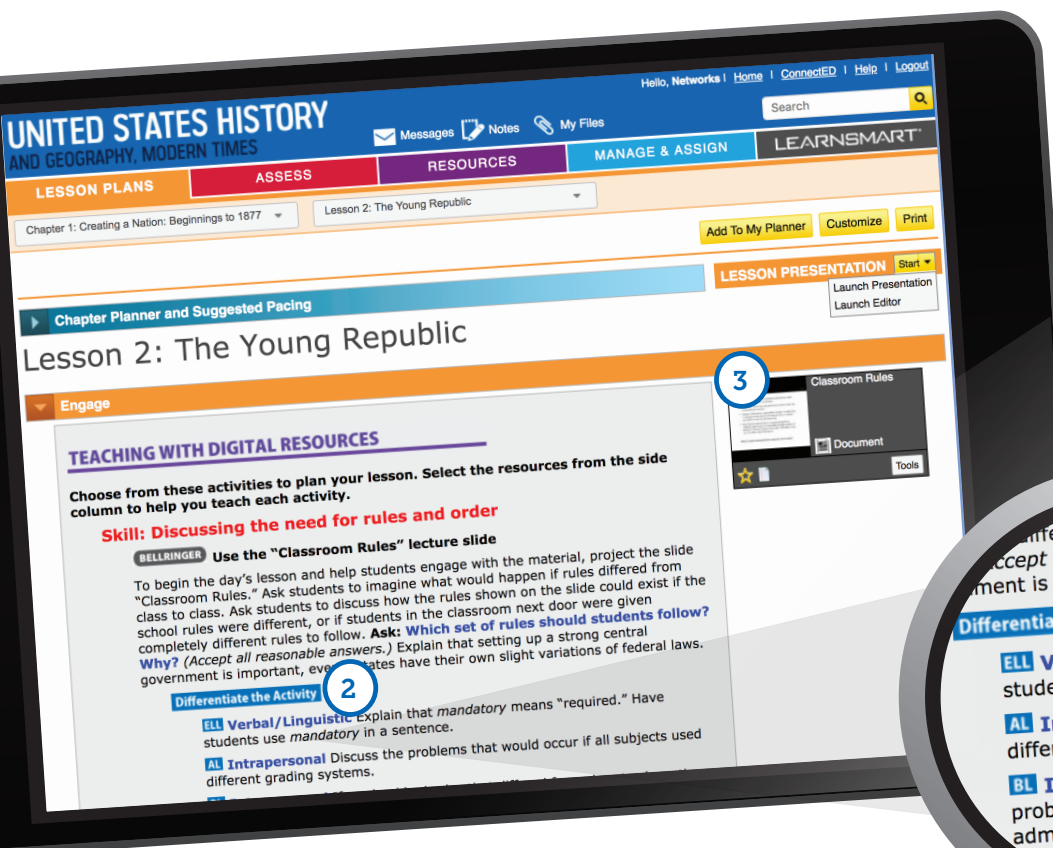 Hello, Networks | Home | ConnectED | Help | Logout
UNITED STATES HISTORY
AND GEOGRAPHY, MODERN TIMES
Messages Notes My Files
Search
LESSON PLANS ASSESS RESOURCES MANAGE & ASSIGN LEARNSMART
Chapter 1: Creating a Nation: Beginnings to 1877 Lesson 2: The Young Republic
Add To My Planner Customize Print
Chapter Planner and Suggested Pacing
LESSON PRESENTATION Start
Launch Presentation
Launch Editor
Lesson 2: The Young Republic
Engage
3
Classroom Rules
Document
Tools
TEACHING WITH DIGITAL RESOURCES
Choose from these activities to plan your lesson. Select the resources from the side
column to help you teach each activity.
Skill: Discussing the need for rules and order
BELLRINGER Use the “Classroom Rules” lecture slide
To begin the day’s lesson and help students engage with the material, project the slide
“Classroom Rules.” Ask students to imagine what would happen if rules differed from
class to class. Ask students to discuss how the rules shown on the slide could exist if the
school rules were different, or if students in the classroom next door were given
completely different rules to follow. Ask: Which set of rules should students follow?
Why? (Accept all reasonable answers.) Explain that setting up a strong central
government is important, even states have their own slight variations of federal laws.
Differentiate the Activity
2
ELL Verbal/Linguistic Explain that mandatory means “required.” Have
students use mandatory in a sentence.
AL Intrapersonal Discuss the problems that would occur if all subjects used
different grading systems.
ccept
ment is
Differentia
ELL V
stude
AL I
differ
BL I
prob
adm